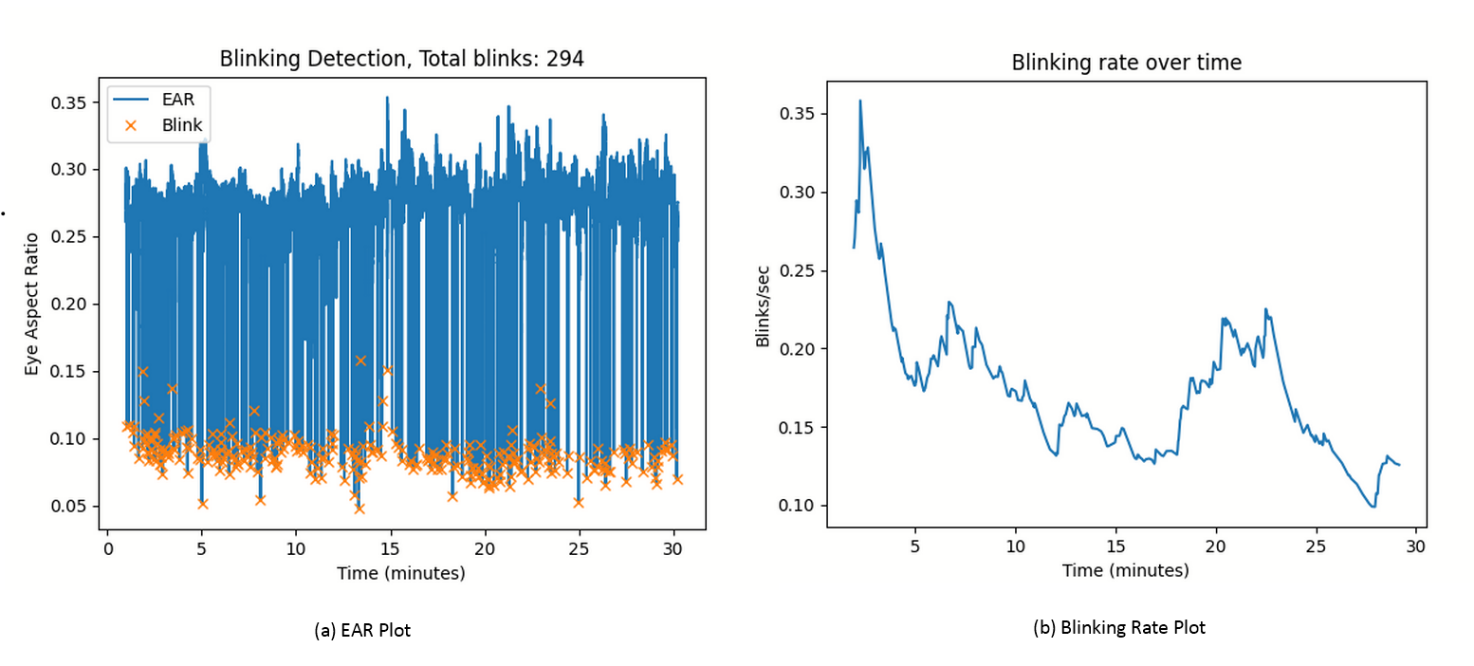 Blinking Detection, Total blinks: 294
EAR
Blink
0.35
0.30
0.25
0.20
0.15
0.10
0.05
Eye Aspect Ratio
0 5 10 15 20 25 30
Time (minutes)
(a) EAR Plot
Blinking rate over time
0.35
0.30
0.25
0.20
0.15
0.10
Blinks/sec
5 10 15 20 25 30
Time (minutes)
(b) Blinking Rate Plot